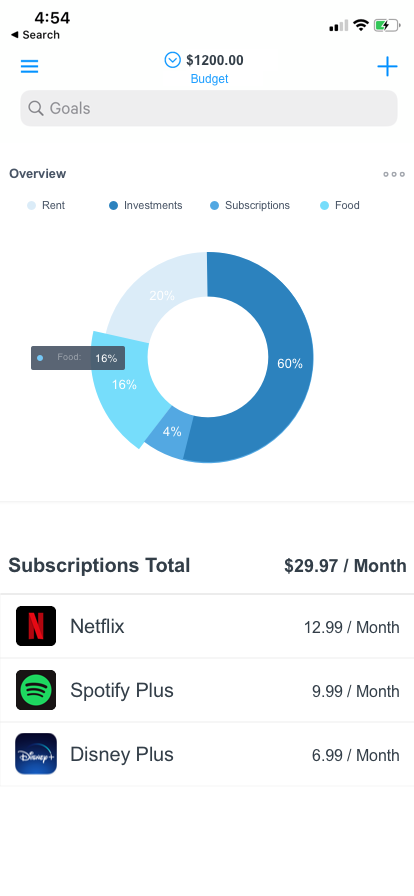 4:54
◀ Search
$1200.00
Budget
Goals
Overview
Rent Investments Subscriptions Food
20%
Food: 16%
60%
16%
4%
Subscriptions Total $29.97 / Month
N Netflix 12.99 / Month
Spotify Plus 9.99 / Month
Disney+ Disney Plus 6.99 / Month